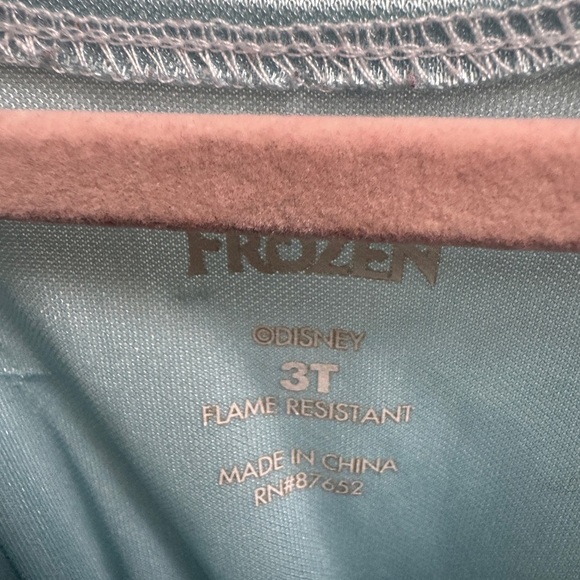 FROZEN
©DISNEY
3T
FLAME RESISTANT
MADE IN CHINA
RN#87652